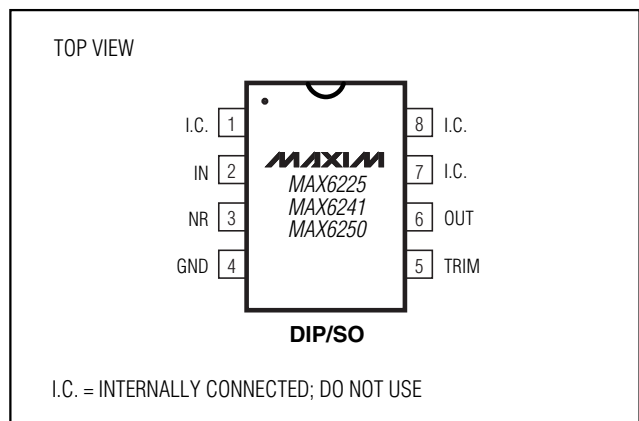 TOP VIEW
I.C. 1
8 I.C.
IN 2
7 I.C.
NR 3
6 OUT
GND 4
5 TRIM
MAXIM
MAX6225
MAX6241
MAX6250
DIP/SO
I.C. = INTERNALLY CONNECTED; DO NOT USE